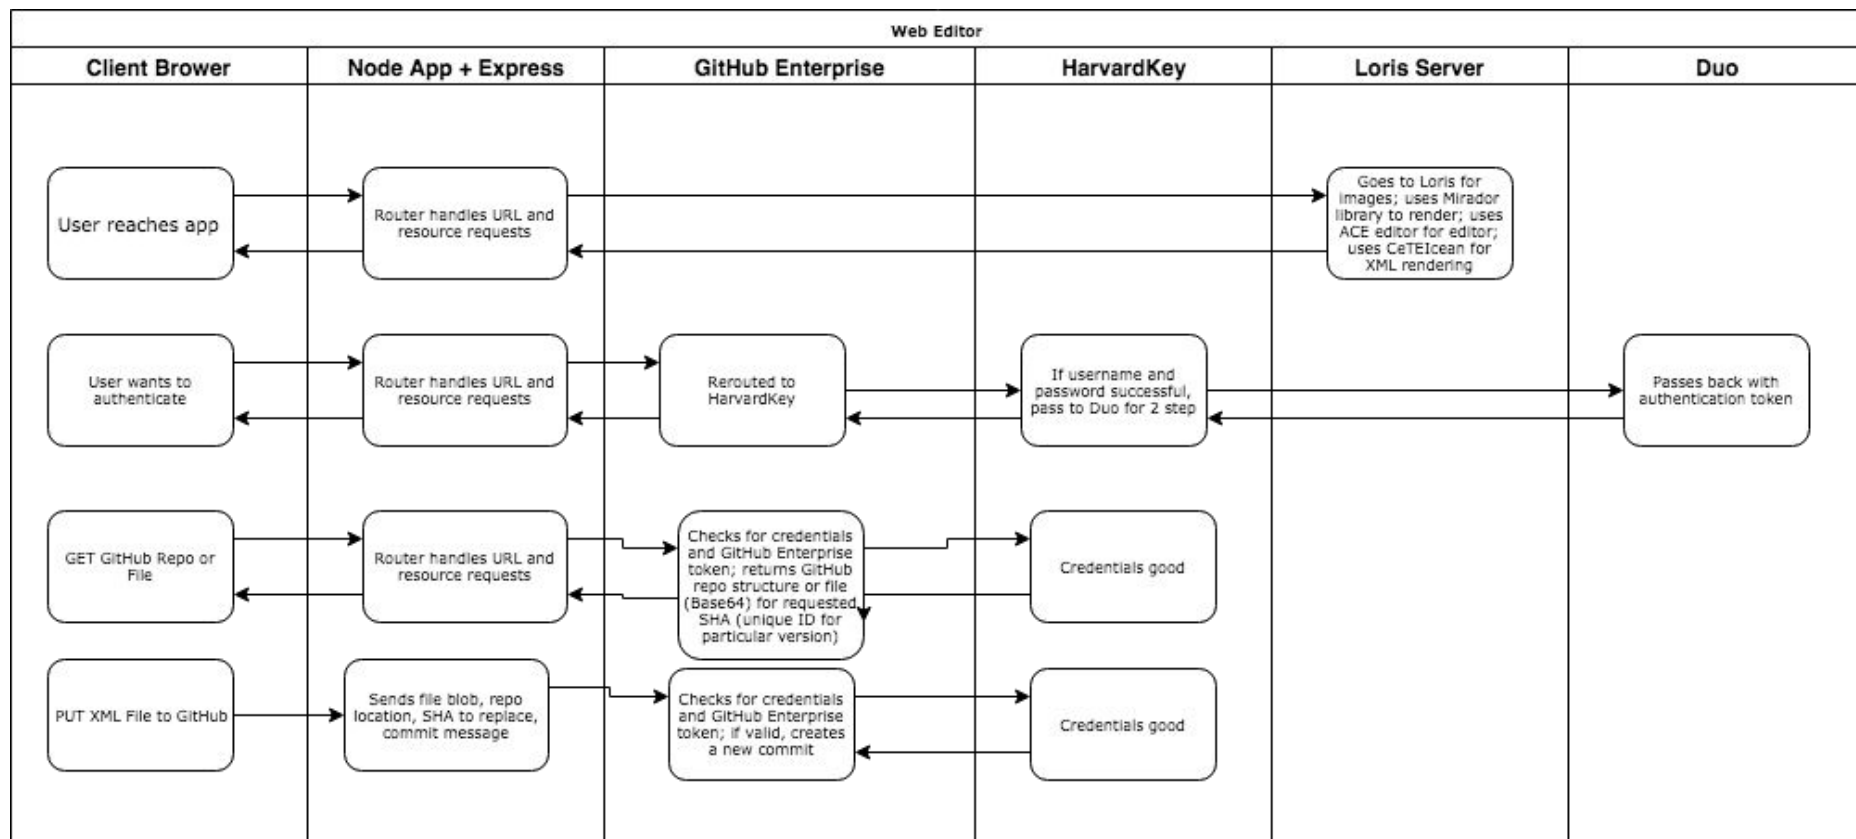 Web Editor
Client Brower
Node App + Express
GitHub Enterprise
HarvardKey
Loris Server
Duo
User reaches app
Router handles URL and
resource requests
Goes to Loris for
images; uses Mirador
library to render; uses
ACE editor for editor;
uses CeTEIcean for
XML rendering
User wants to
authenticate
Router handles URL and
resource requests
Rerouted to
HarvardKey
If username and
password successful,
pass to Duo for 2 step
Passes back with
authentication token
GET GitHub Repo or
File
Router handles URL and
resource requests
Checks for credentials
and GitHub Enterprise
token; returns GitHub
repo structure or file
(Base64) for requested
SHA (unique ID for
particular version)
Credentials good
PUT XML File to GitHub
Sends file blob, repo
location, SHA to replace,
commit message
Checks for credentials
and GitHub Enterprise
token; if valid, creates
a new commit
Credentials good